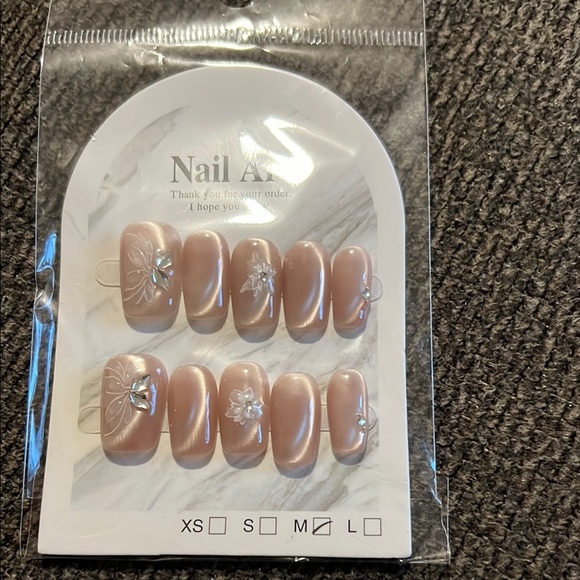 Nail Ar
Thank you for your order.
I hope you
XS S M L